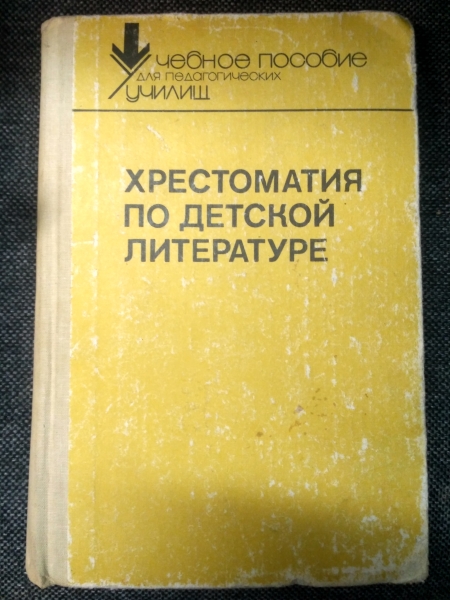 Учебное пособие
для педагогических
училищ
ХРЕСТОМАТИЯ
ПО ДЕТСКОЙ
ЛИТЕРАТУРЕ